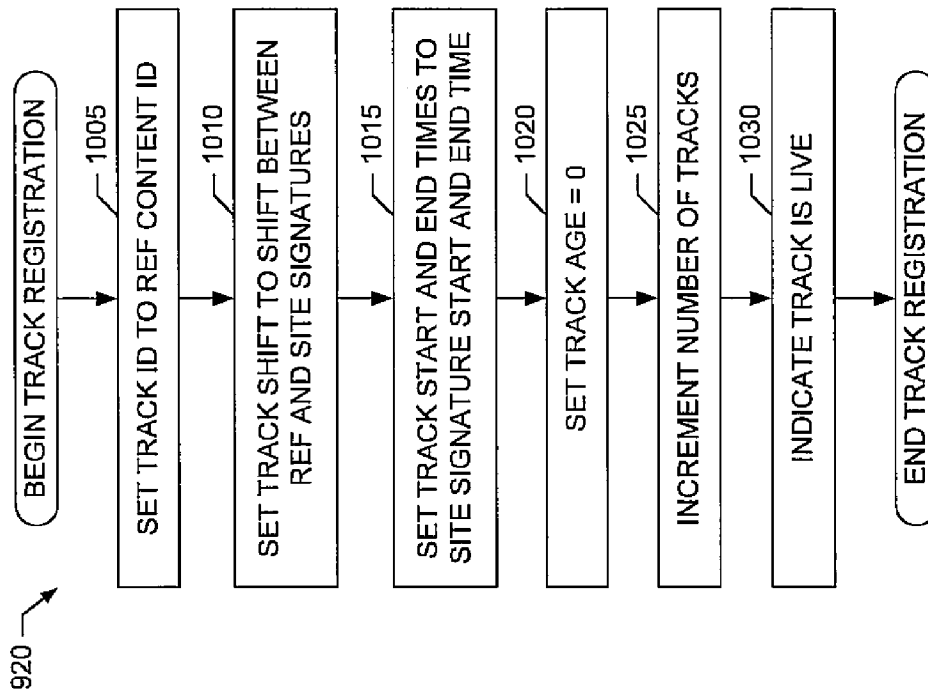 920
BEGIN TRACK REGISTRATION
1005
SET TRACK ID TO REF CONTENT ID
1010
SET TRACK SHIFT TO SHIFT BETWEEN
REF AND SITE SIGNATURES
1015
SET TRACK START AND END TIMES TO
SITE SIGNATURE START AND END TIME
1020
SET TRACK AGE = 0
1025
INCREMENT NUMBER OF TRACKS
1030
INDICATE TRACK IS LIVE
END TRACK REGISTRATION